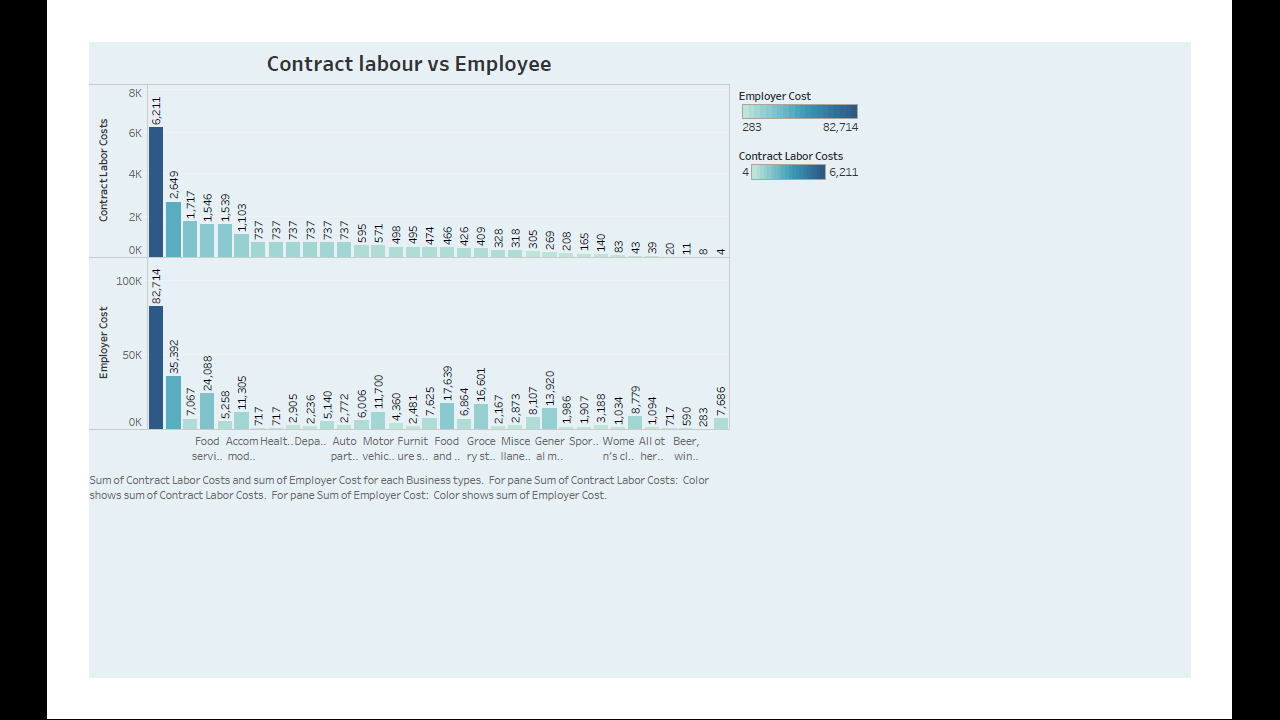 Contract labour vs Employee
Employer Cost
283 82,714
Contract Labor Costs
4 6,211
Contract Labor Costs
8K
6K
4K
2K
0K
6,211 2,649 1,717 1,546 1,539 1,103 737 737 737 737 737 737 595 571 498 495 474 466 426 409 328 318 305 269 208 165 140 83 43 39 20 11 8 4
Employer Cost
100K
50K
0K
82,714 35,392 7,067 24,088 5,258 11,305 717 717 2,905 2,236 5,140 2,772 6,006 11,700 4,360 2,481 7,625 17,639 6,864 16,601 2,167 2,873 8,107 13,920 1,986 1,907 3,188 1,034 8,779 1,094 717 590 283 7,686
Food Accom Healt.. Depa.. Auto Motor Furnit Food Groce Misce Gener Spor.. Wome All ot Beer,
servi.. mod.. part.. vehic.. ure s.. and .. ry st.. llane.. al m.. n's cl.. her.. win..
Sum of Contract Labor Costs and sum of Employer Cost for each Business types. For pane Sum of Contract Labor Costs: Color
shows sum of Contract Labor Costs. For pane Sum of Employer Cost: Color shows sum of Employer Cost.